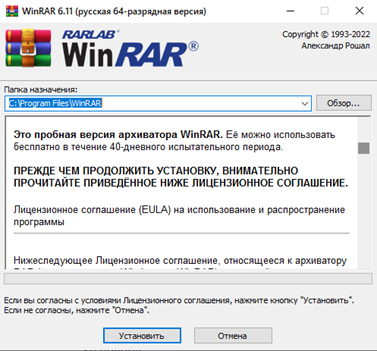 WinRAR 6.11 (русская 64-разрядная версия)
RARLAB®
WinRAR®
Copyright © 1993-2022
Александр Рошал
Папка назначения:
C:\Program Files\WinRAR
Обзор...
Это пробная версия архиватора WinRAR. Её можно использовать
бесплатно в течение 40-дневного испытательного периода.
ПРЕЖДЕ ЧЕМ ПРОДОЛЖИТЬ УСТАНОВКУ, ВНИМАТЕЛЬНО
ПРОЧИТАЙТЕ ПРИВЕДЁННОЕ НИЖЕ ЛИЦЕНЗИОННОЕ СОГЛАШЕНИЕ.
Лицензионное соглашение (EULA) на использование и распространение
программы
Нижеследующее Лицензионное соглашение, относящееся к архиватору
Если вы согласны с условиями Лицензионного соглашения, нажмите кнопку "Установить".
Если не согласны, нажмите "Отмена".
Установить
Отмена